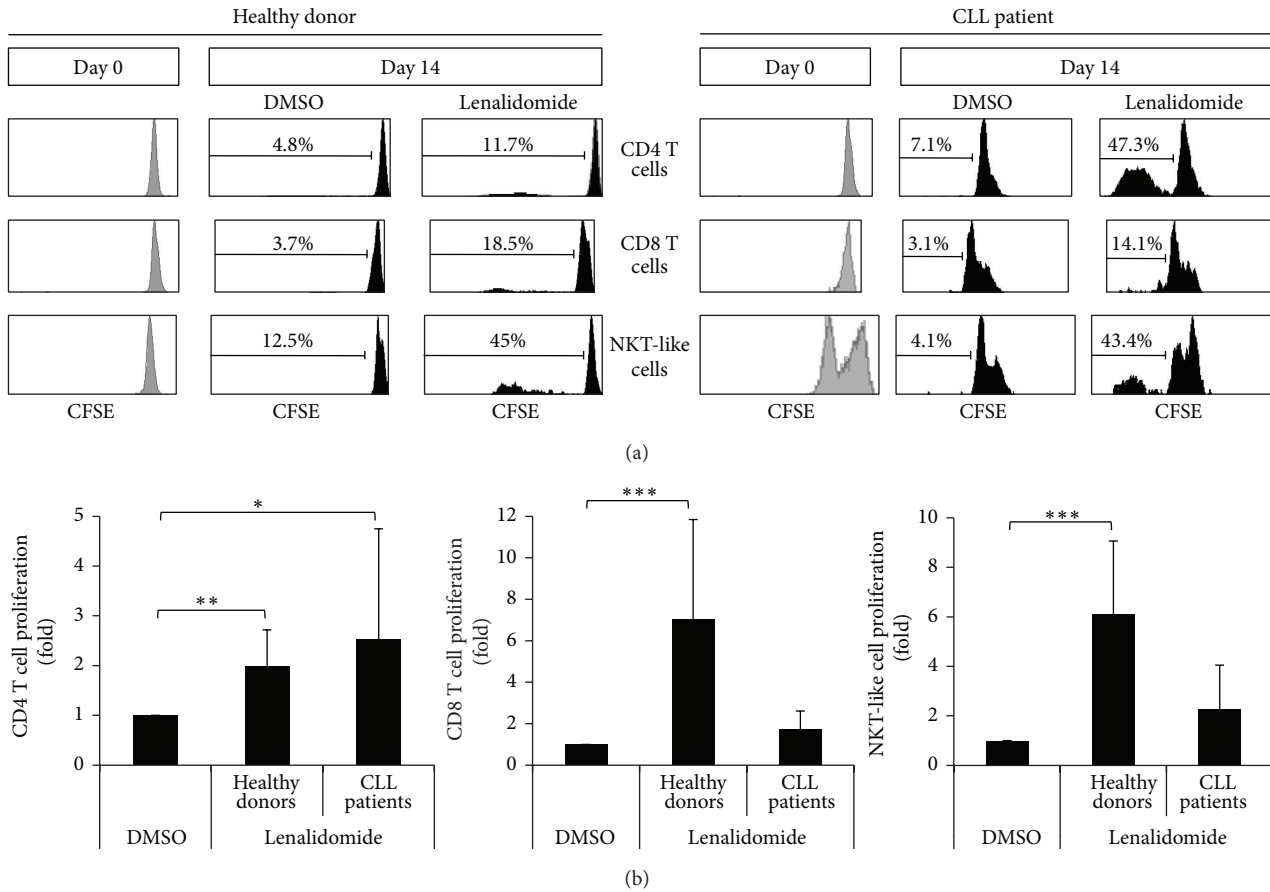 Healthy donor CLL patient
Day 0 Day 14 Day 0 Day 14
DMSO Lenalidomide DMSO Lenalidomide
4.8% 11.7% CD4 T cells 7.1% 47.3%
3.7% 18.5% CD8 T cells 3.1% 14.1%
12.5% 45% NKT-like cells 4.1% 43.4%
CFSE CFSE CFSE CFSE CFSE CFSE
(a)
CD4 T cell proliferation (fold)
5
4
3
2
1
0
*
**
Healthy donors
CLL patients
DMSO Lenalidomide
CD8 T cell proliferation (fold)
12
10
8
6
4
2
0
***
Healthy donors
CLL patients
DMSO Lenalidomide
NKT-like cell proliferation (fold)
10
8
6
4
2
0
***
Healthy donors
CLL patients
DMSO Lenalidomide
(b)